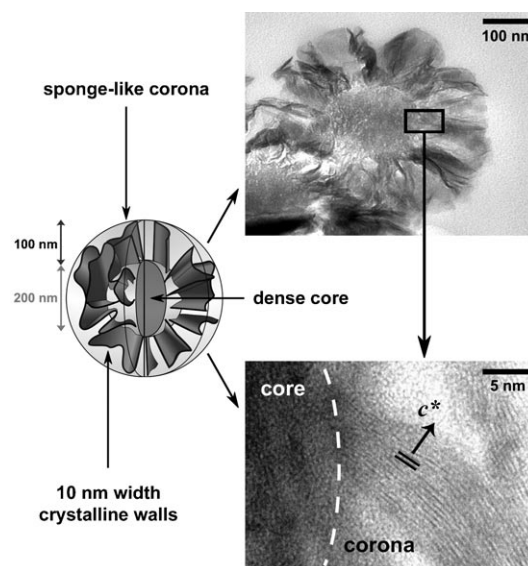 100 nm
sponge-like corona
100 nm
200 nm
dense core
10 nm width
crystalline walls
5 nm
core
c*
corona